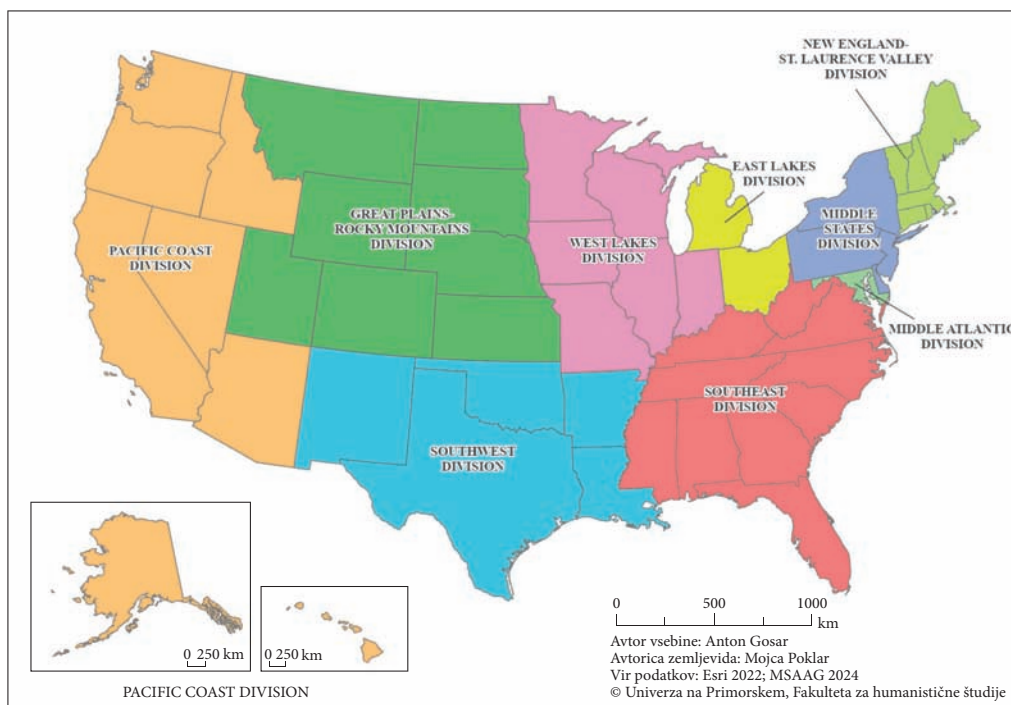 NEW ENGLAND-
ST. LAURENCE VALLEY
DIVISION
EAST LAKES
DIVISION
GREAT PLAINS-
ROCKY MOUNTAINS
DIVISION
MIDDLE
STATES
DIVISION
PACIFIC COAST
DIVISION
WEST LAKES
DIVISION
MIDDLE ATLANTIC
DIVISION
SOUTHEAST
DIVISION
SOUTHWEST
DIVISION
0 250 km
0 250 km
PACIFIC COAST DIVISION
0 500 1000
km
Avtor vsebine: Anton Gosar
Avtorica zemljevida: Mojca Poklar
Vir podatkov: Esri 2022; MSAAG 2024
© Univerza na Primorskem, Fakulteta za humanistične študije